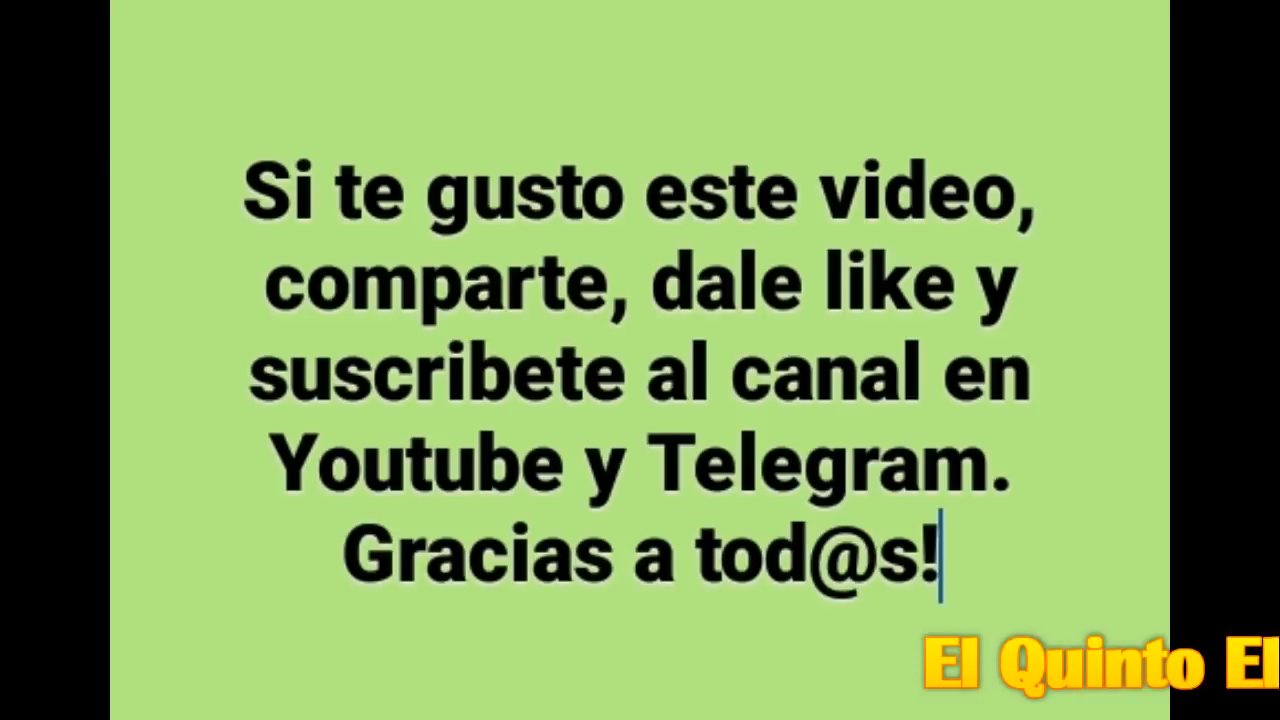 Si te gusto este video,
comparte, dale like y
suscribete al canal en
Youtube y Telegram.
Gracias a tod@s!
El Quinto El